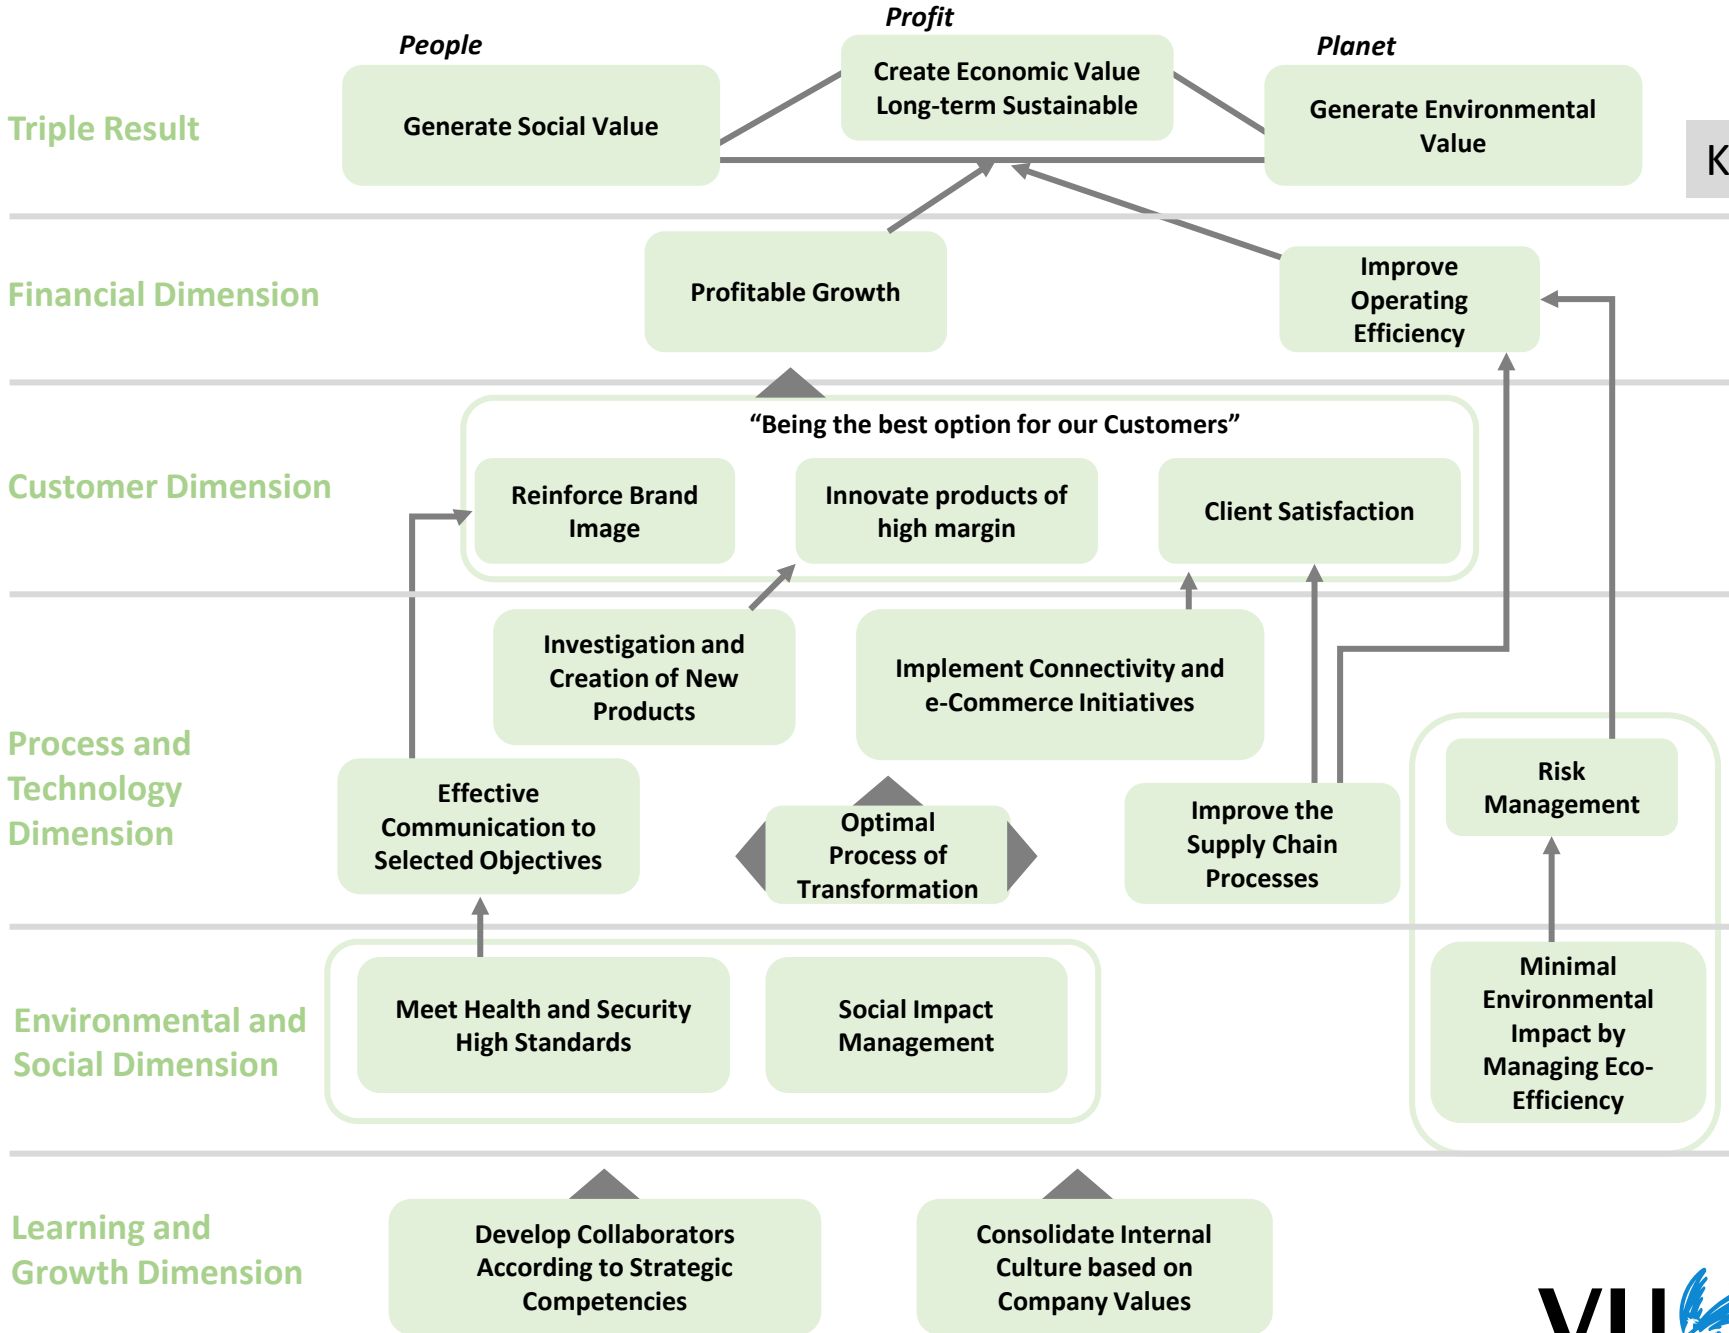 Profit
People
Planet
Create Economic Value
Long-term Sustainable
Triple Result
Generate Social Value
Generate Environmental
Value
K
Financial Dimension
Profitable Growth
Improve
Operating
Efficiency
“Being the best option for our Customers”
Customer Dimension
Reinforce Brand
Image
Innovate products of
high margin
Client Satisfaction
Process and
Technology
Dimension
Investigation and
Creation of New
Products
Implement Connectivity and
e-Commerce Initiatives
Effective
Communication to
Selected Objectives
Optimal
Process of
Transformation
Improve the
Supply Chain
Processes
Risk
Management
Environmental and
Social Dimension
Meet Health and Security
High Standards
Social Impact
Management
Minimal
Environmental
Impact by
Managing Eco-
Efficiency
Learning and
Growth Dimension
Develop Collaborators
According to Strategic
Competencies
Consolidate Internal
Culture based on
Company Values
VU